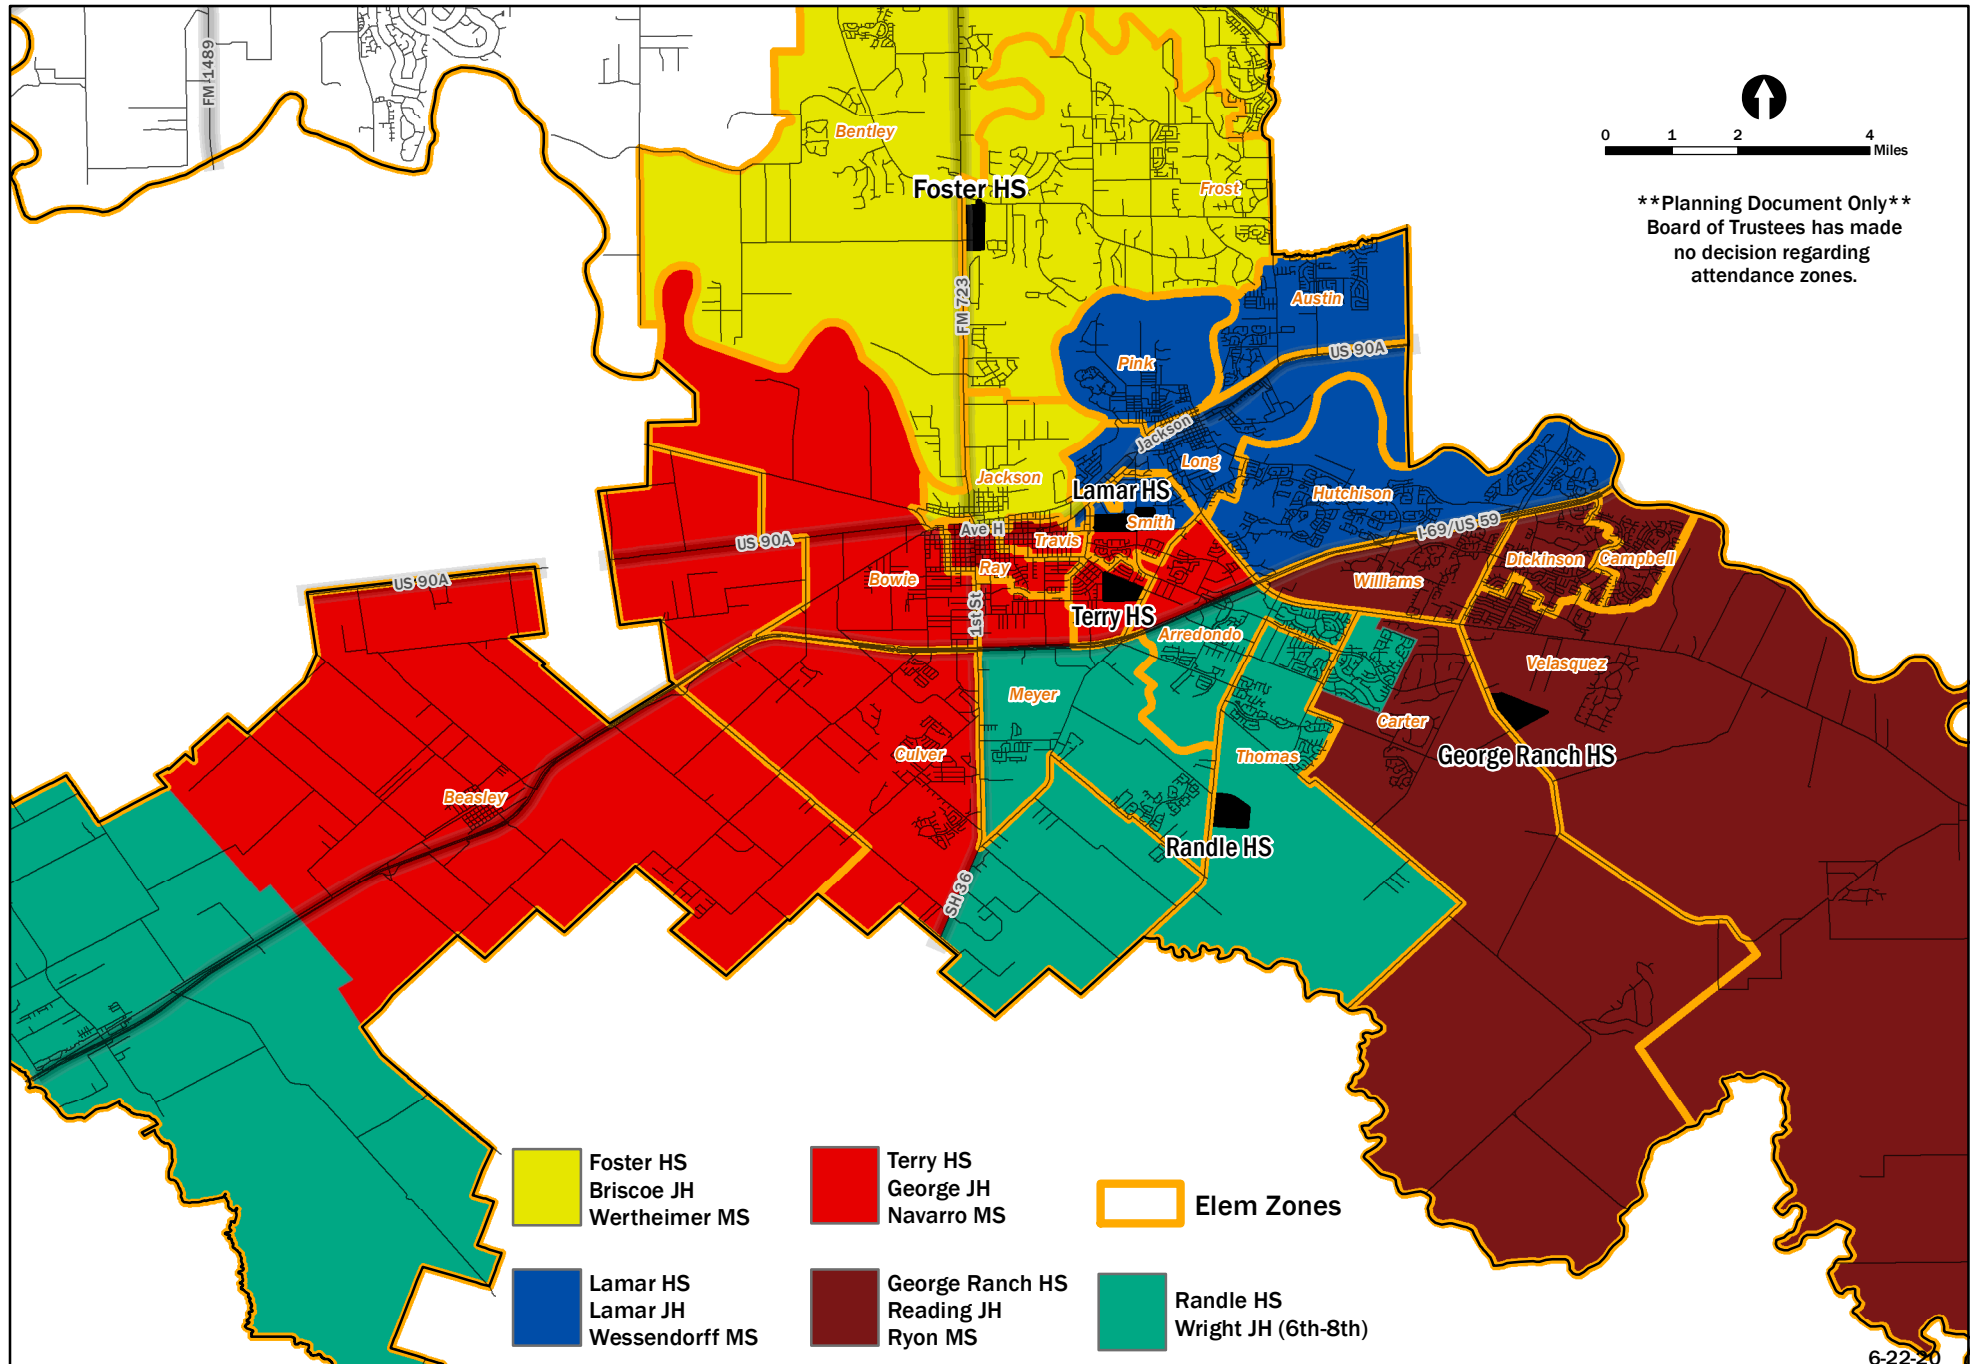 FM 1489
Bentley
Foster HS
Frost
0 1 2 4
Miles
**Planning Document Only**
Board of Trustees has made
no decision regarding
attendance zones.
FM 723
Austin
US 90A
Pink
Jackson
Long
Jackson
Lamar HS
Smith
Hutchison
I-69/US 59
Ave H
Travis
US 90A
Ray
Bowie
US 90A
Williams
Dickinson
Campbell
1st St
Terry HS
Arredondo
Velasquez
Meyer
Carter
Culver
Thomas
George Ranch HS
Beasley
Randle HS
SH 36
Foster HS
Briscoe JH
Wertheimer MS
Terry HS
George JH
Navarro MS
Elem Zones
Lamar HS
Lamar JH
Wessendorff MS
George Ranch HS
Reading JH
Ryon MS
Randle HS
Wright JH (6th-8th)
6-22-20